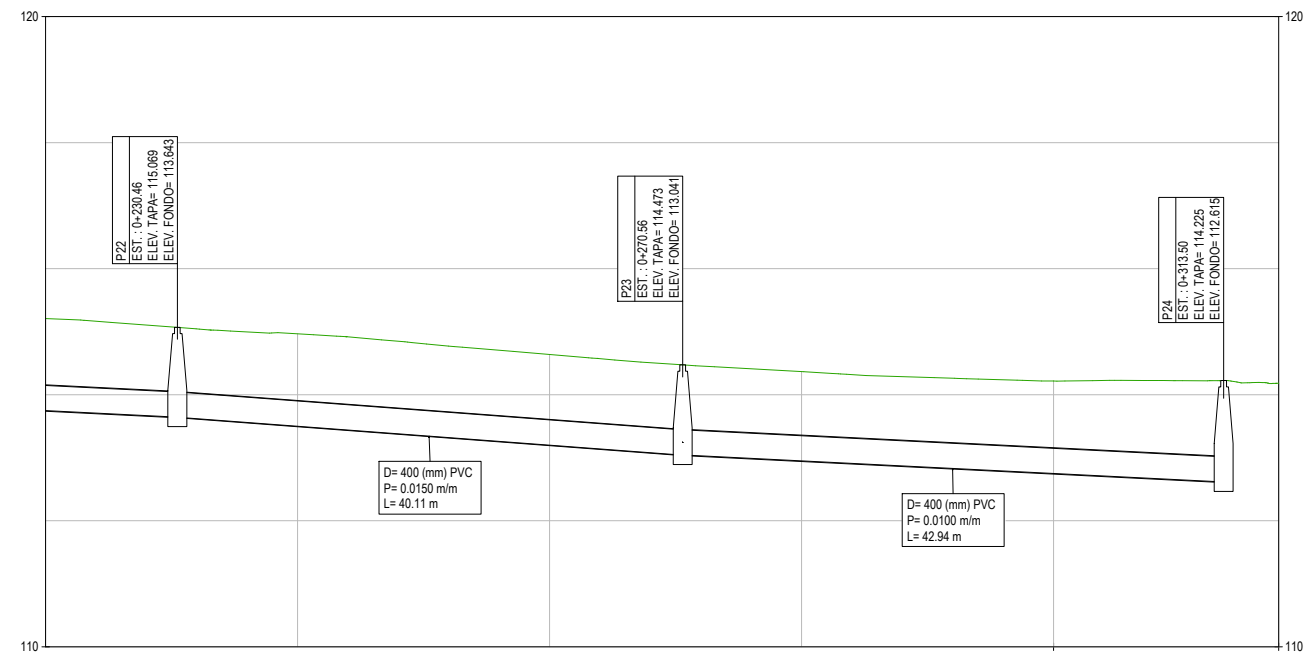 120
120
P22
EST. : 0+230.46
ELEV. TAPA= 115.069
ELEV. FONDO= 113.643
P23
EST. : 0+270.56
ELEV. TAPA= 114.473
ELEV. FONDO= 113.041
P24
EST. : 0+313.50
ELEV. TAPA= 114.225
ELEV. FONDO= 112.615
D= 400 (mm) PVC
P= 0.0150 m/m
L= 40.11 m
D= 400 (mm) PVC
P= 0.0100 m/m
L= 42.94 m
110
110